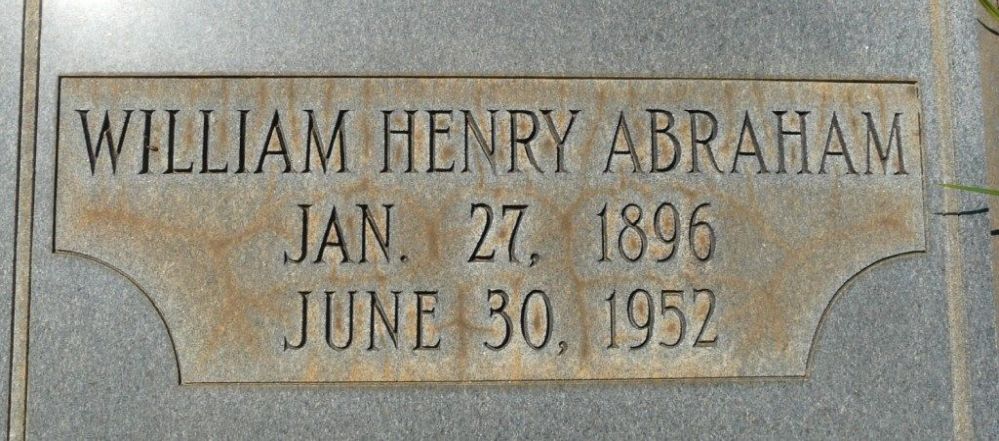 WILLIAM HENRY ABRAHAM
JAN. 27, 1896
JUNE 30, 1952